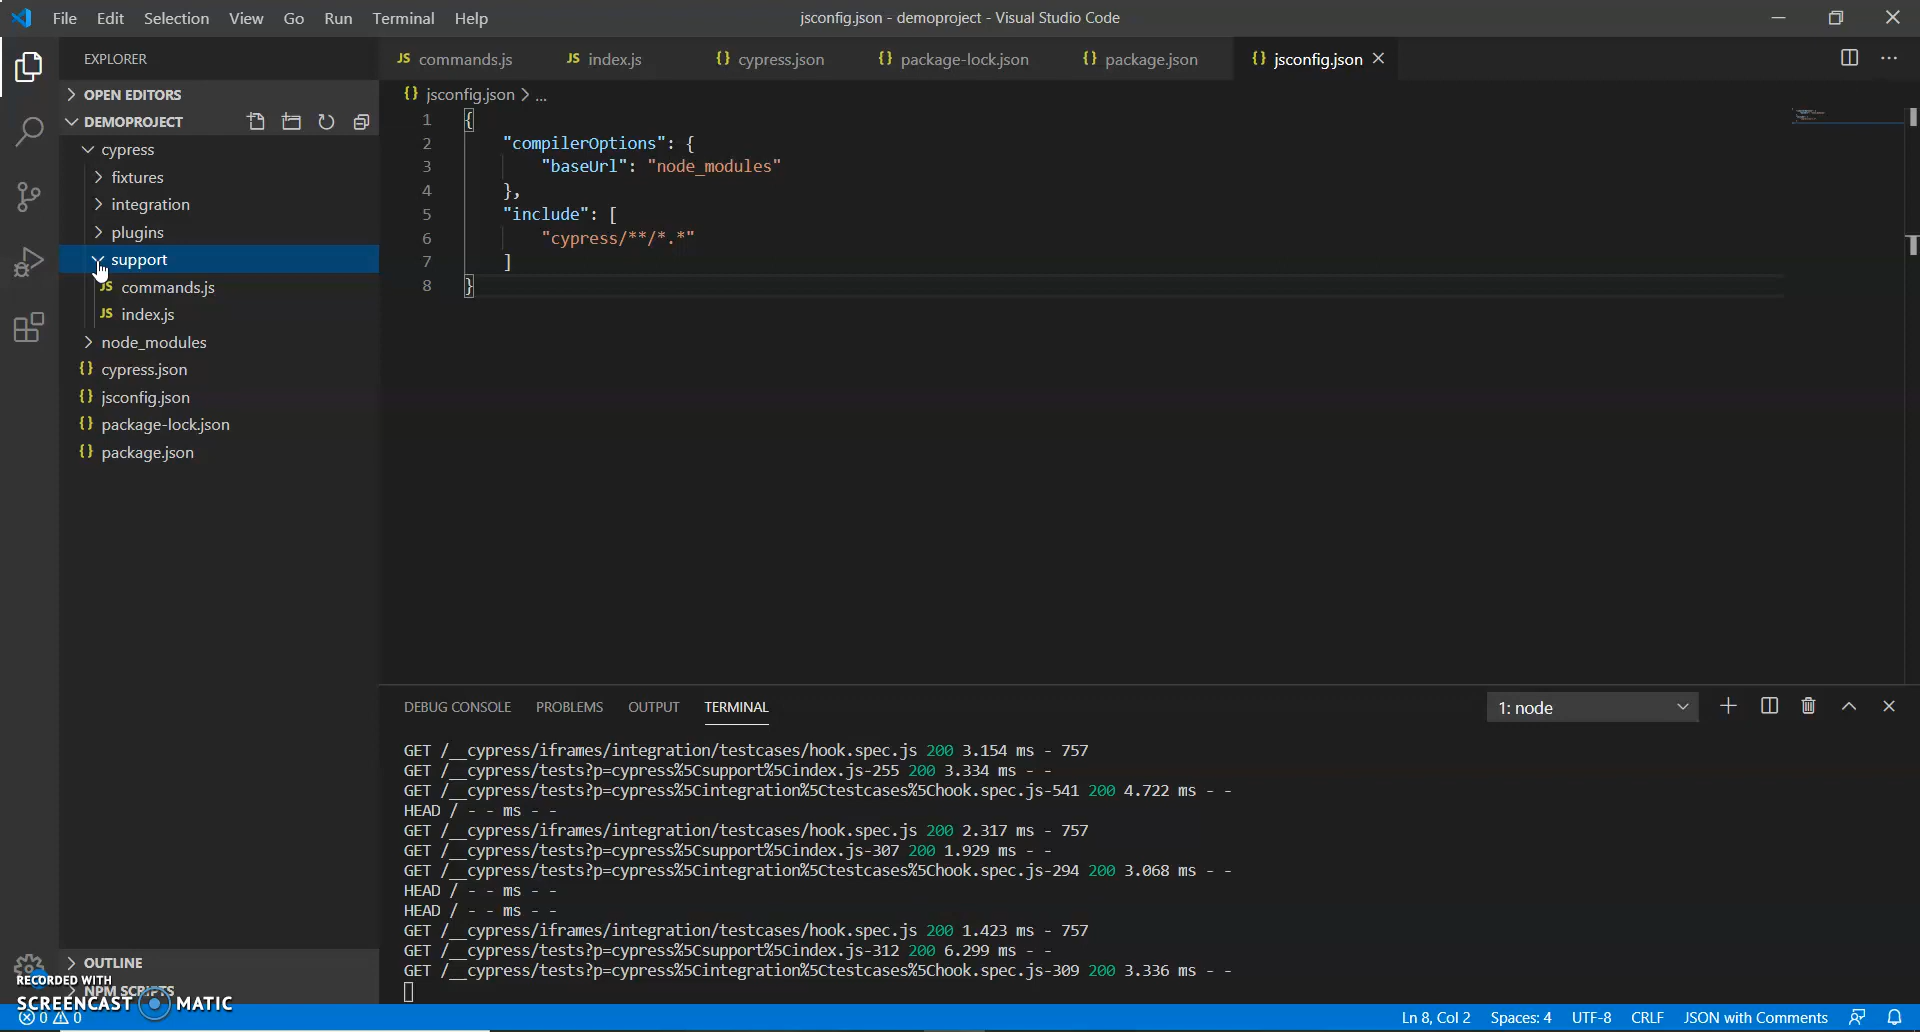 File Edit Selection View Go Run Terminal Help
jsconfig.json - demoproject - Visual Studio Code
EXPLORER
OPEN EDITORS
DEMOPROJECT
cypress
fixtures
integration
plugins
support
JS commands.js
JS index.js
node_modules
{} cypress.json
{} jsconfig.json
{} package-lock.json
{} package.json
OUTLINE
NPM SCRIPTS
JS commands.js JS index.js {} cypress.json {} package-lock.json {} package.json {} jsconfig.json
{} jsconfig.json > ...
1 {
2 "compilerOptions": {
3 "baseUrl": "node_modules"
4 },
5 "include": [
6 "cypress/**/*.*"
7 ]
8 }
DEBUG CONSOLE PROBLEMS OUTPUT TERMINAL
1: node
GET /__cypress/iframes/integration/testcases/hook.spec.js 200 3.154 ms - 757
GET /__cypress/tests?p=cypress%5Csupport%5Cindex.js-255 200 3.334 ms - -
GET /__cypress/tests?p=cypress%5Cintegration%5Ctestcases%5Chook.spec.js-541 200 4.722 ms - -
HEAD / - - ms - -
GET /__cypress/iframes/integration/testcases/hook.spec.js 200 2.317 ms - 757
GET /__cypress/tests?p=cypress%5Csupport%5Cindex.js-307 200 1.929 ms - -
GET /__cypress/tests?p=cypress%5Cintegration%5Ctestcases%5Chook.spec.js-294 200 3.068 ms - -
HEAD / - - ms - -
HEAD / - - ms - -
GET /__cypress/iframes/integration/testcases/hook.spec.js 200 1.423 ms - 757
GET /__cypress/tests?p=cypress%5Csupport%5Cindex.js-312 200 6.299 ms - -
GET /__cypress/tests?p=cypress%5Cintegration%5Ctestcases%5Chook.spec.js-309 200 3.336 ms - -
RECORDED WITH
SCREENCAST MATIC
0 0
Ln 8, Col 2 Spaces: 4 UTF-8 CRLF JSON with Comments